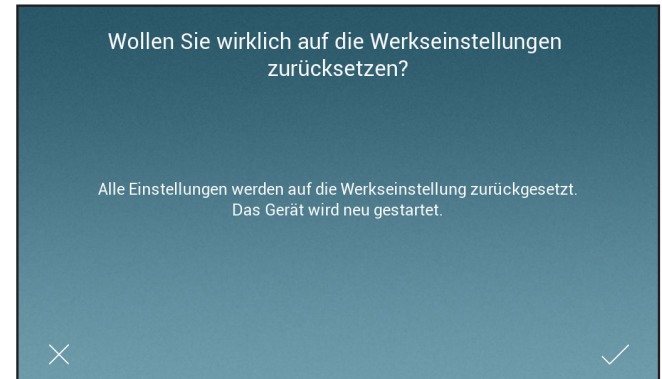 Wollen Sie wirklich auf die Werkseinstellungen
zurücksetzen?
Alle Einstellungen werden auf die Werkseinstellung zurückgesetzt.
Das Gerät wird neu gestartet.